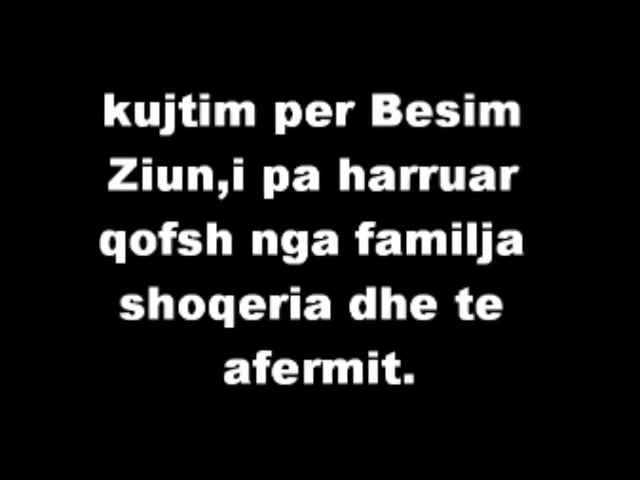 kujtim per Besim
Ziun,i pa harruar
qofsh nga familja
shoqeria dhe te
afermit.